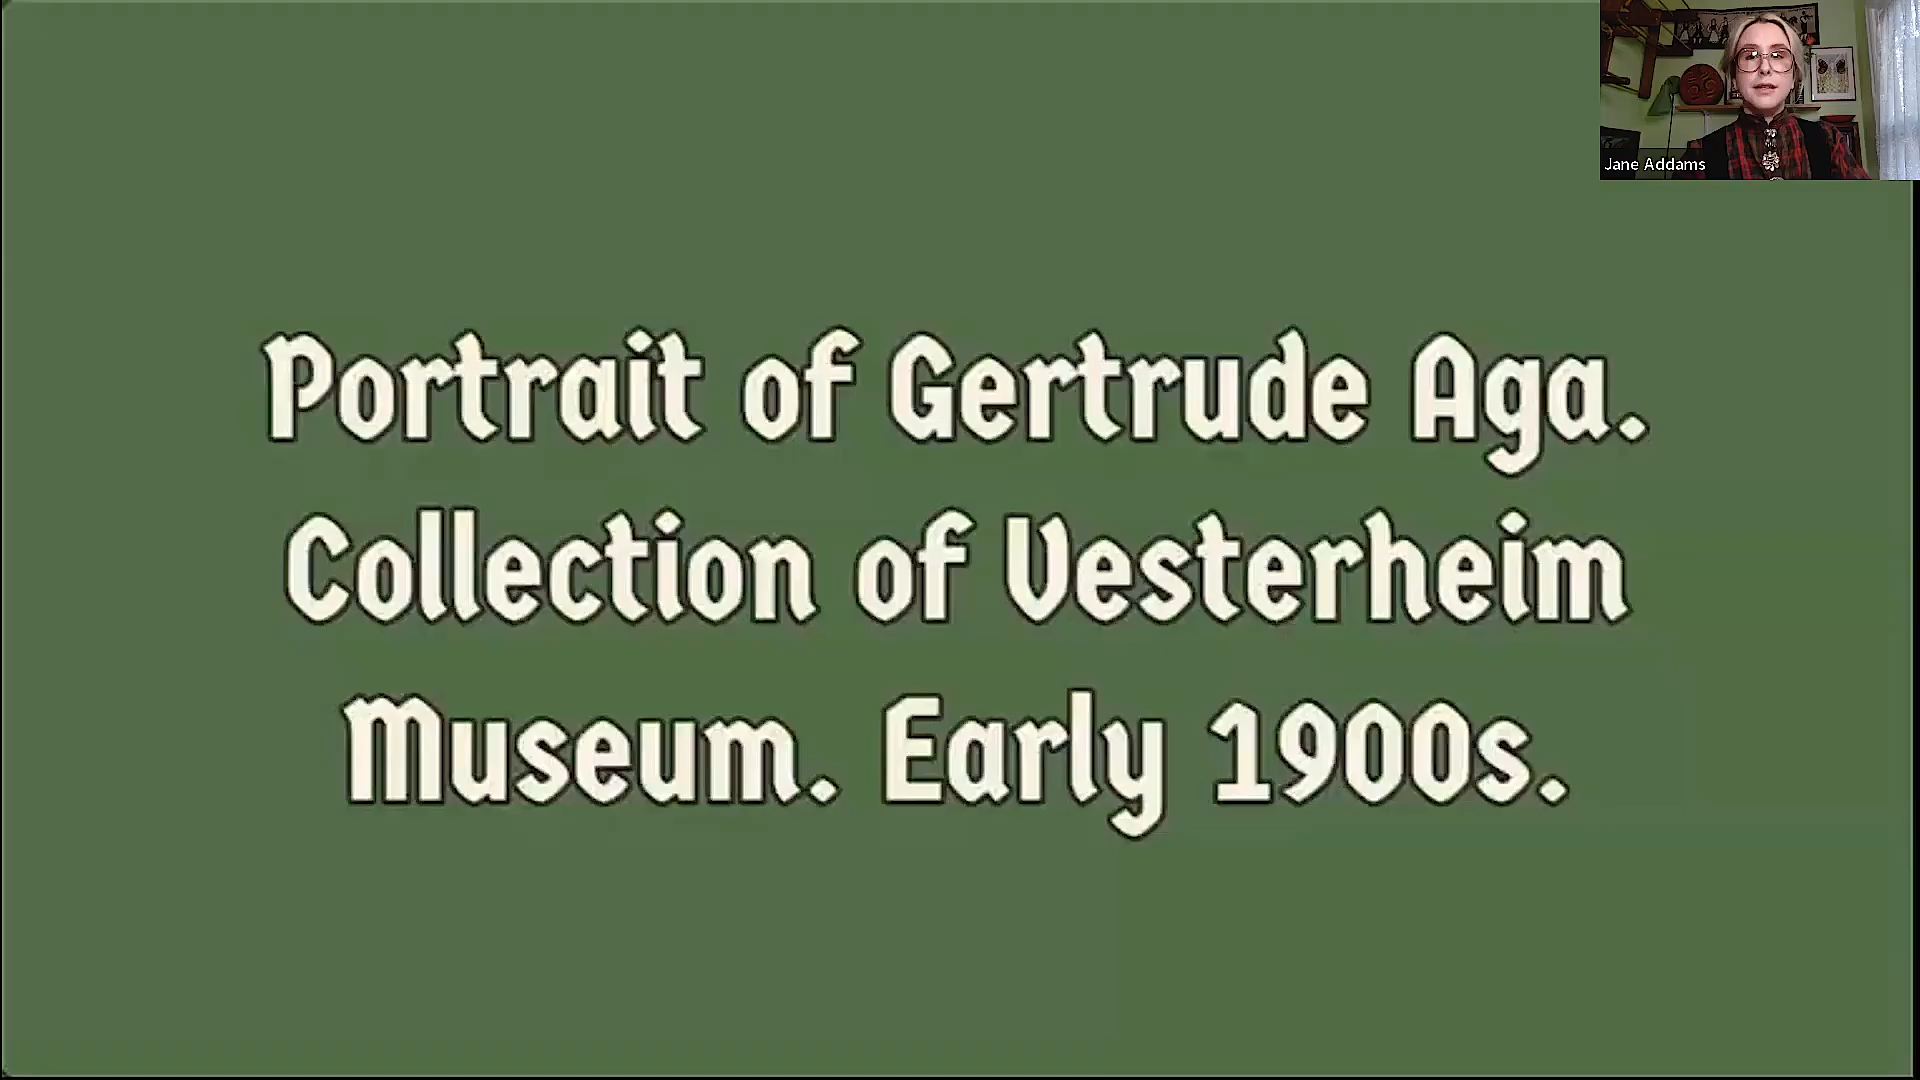 Jane Addams
Portrait of Gertrude Aga.
Collection of Vesterheim
Museum. Early 1900s.